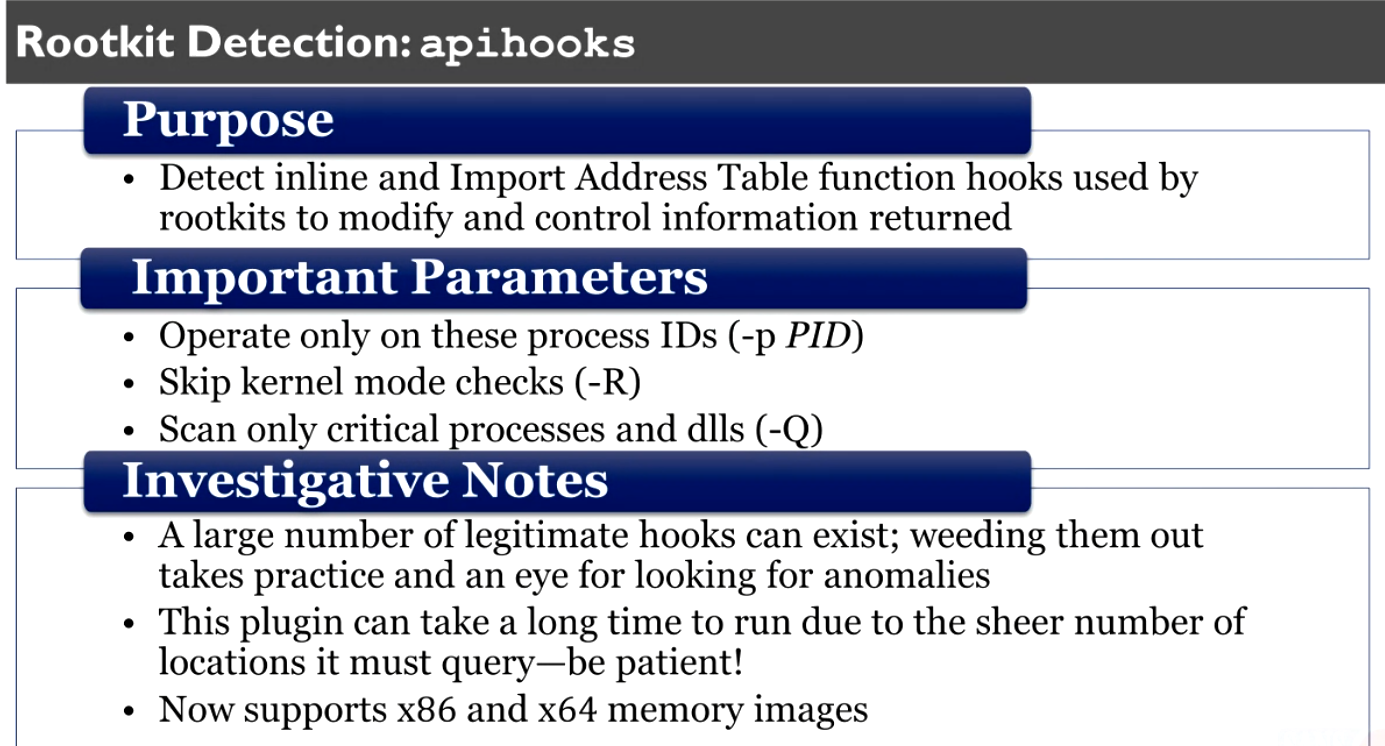 Rootkit Detection: apihooks
Purpose
• Detect inline and Import Address Table function hooks used by
rootkits to modify and control information returned
Important Parameters
• Operate only on these process IDs (-p PID)
• Skip kernel mode checks (-R)
• Scan only critical processes and dlls (-Q)
Investigative Notes
• A large number of legitimate hooks can exist; weeding them out
takes practice and an eye for looking for anomalies
• This plugin can take a long time to run due to the sheer number of
locations it must query—be patient!
• Now supports x86 and x64 memory images